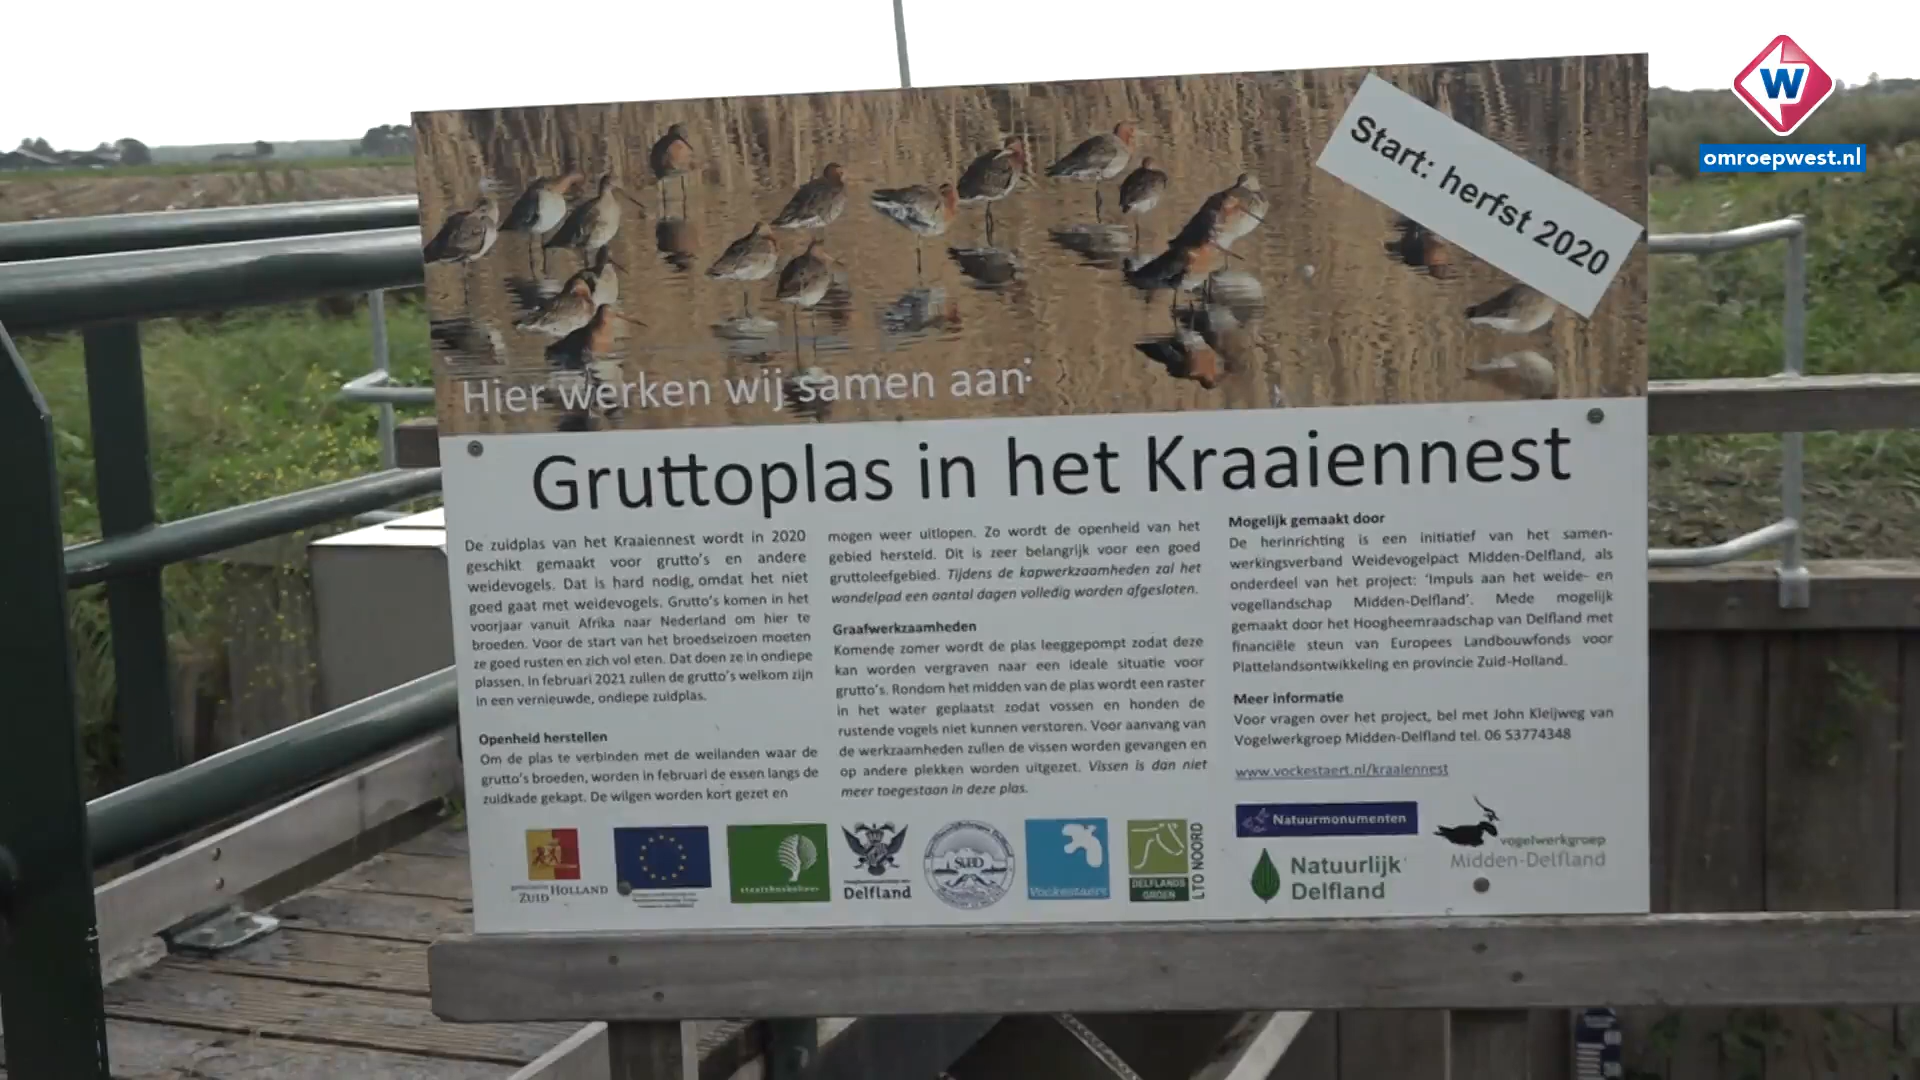 W
omroepwest.nl
Start: herfst 2020
Hier werken wij samen aan:
Gruttoplas in het Kraaiennest
De zuidplas van het Kraaiennest wordt in 2020
geschikt gemaakt voor grutto's en andere
weidevogels. Dat is hard nodig, omdat het niet
goed gaat met weidevogels. Grutto's komen in het
voorjaar vanuit Afrika naar Nederland om hier te
broeden. Voor de start van het broedseizoen moeten
ze goed rusten en zich vol eten. Dat doen ze in ondiepe
plassen. In februari 2021 zullen de grutto's welkom zijn
in een vernieuwde, ondiepe zuidplas.
Openheid herstellen
Om de plas te verbinden met de weilanden waar de
grutto's broeden, worden in februari de essen langs de
zuidkade gekapt. De wilgen worden kort gezet en
mogen weer uitlopen. Zo wordt de openheid van het
gebied hersteld. Dit is zeer belangrijk voor een goed
gruttoleefgebied. Tijdens de kapwerkzaamheden zal het
wandelpad een aantal dagen volledig worden afgesloten.
Graafwerkzaamheden
Komende zomer wordt de plas leeggepompt zodat deze
kan worden vergraven naar een ideale situatie voor
grutto's. Rondom het midden van de plas wordt een raster
in het water geplaatst zodat vossen en honden de
rustende vogels niet kunnen verstoren. Voor aanvang van
de werkzaamheden zullen de vissen worden gevangen en
op andere plekken worden uitgezet. Vissen is dan niet
meer toegestaan in deze plas.
Mogelijk gemaakt door
De herinrichting is een initiatief van het samen-
werkingsverband Weidevogelpact Midden-Delfland, als
onderdeel van het project: 'Impuls aan het weide- en
vogellandschap Midden-Delfland'. Mede mogelijk
gemaakt door het Hoogheemraadschap van Delfland met
financiële steun van Europees Landbouwfonds voor
Plattelandsontwikkeling en provincie Zuid-Holland.
Meer informatie
Voor vragen over het project, bel met John Kleijweg van
Vogelwerkgroep Midden-Delfland tel. 06 53774348
www.vockestaert.nl/kraaiennest
HOLLAND
ZUID
staatsbosbeheer
Delfland
Vockestaert
DELFLANDS
GROEN
LTO NOORD
Natuurmonumenten
Natuurlijk
Delfland
vogelwerkgroep
Midden-Delfland